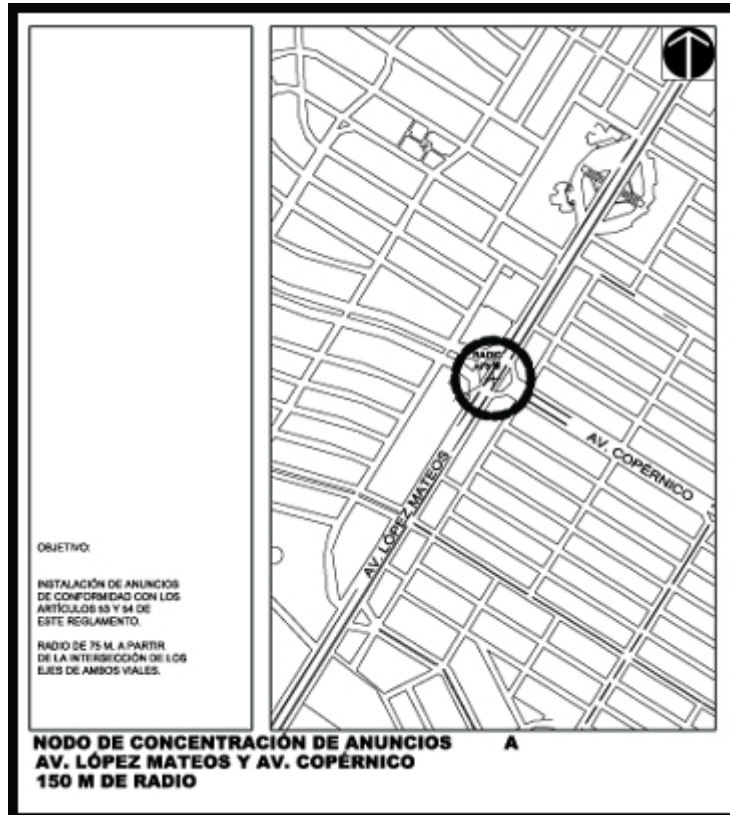 RADIO
AV. COPÉRNICO
AV. LÓPEZ MATEOS
OBJETIVO:
INSTALACIÓN DE ANUNCIOS
DE CONFORMIDAD CON LOS
ARTÍCULOS 53 Y 54 DE
ESTE REGLAMENTO.
RADIO DE 75 M. A PARTIR
DE LA INTERSECCIÓN DE LOS
EJES DE AMBOS VIALES.
NODO DE CONCENTRACIÓN DE ANUNCIOS A
AV. LÓPEZ MATEOS Y AV. COPÉRNICO
150 M DE RADIO